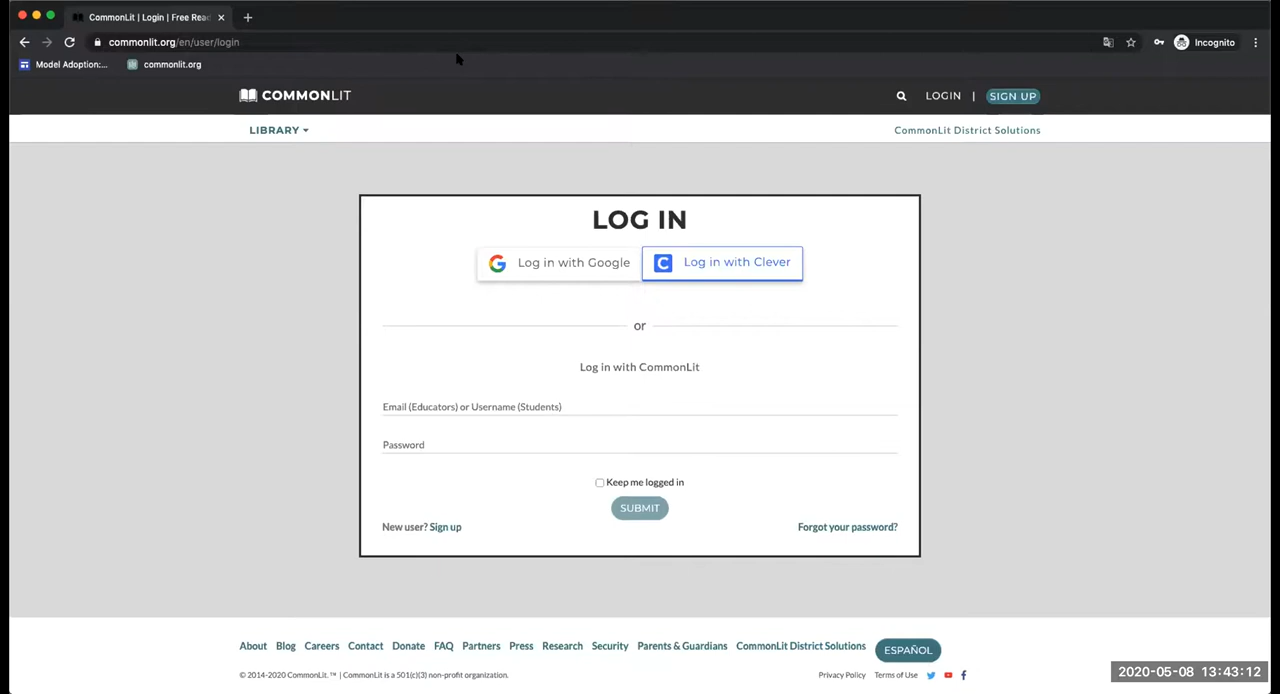 CommonLit | Login | Free Rea
commonlit.org/en/user/login
Incognito
Model Adoption:...
commonlit.org
COMMONLIT
LOGIN | SIGN UP
LIBRARY
CommonLit District Solutions
LOG IN
G Log in with Google
C Log in with Clever
or
Log in with CommonLit
Email (Educators) or Username (Students)
Password
Keep me logged in
SUBMIT
New user? Sign up
Forgot your password?
About Blog Careers Contact Donate FAQ Partners Press Research Security Parents & Guardians CommonLit District Solutions ESPAÑOL
© 2014-2020 CommonLit. ™ | CommonLit is a 501(c)(3) non-profit organization.
Privacy Policy Terms of Use
2020-05-08 13:43:12